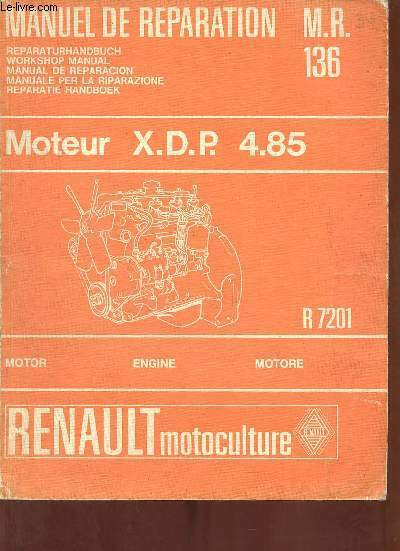 le-livre.com
MANUEL DE REPARATION M.R. 136
REPARATURHANDBUCH
WORKSHOP MANUAL
MANUAL DE REPARACION
MANUALE PER LA RIPARAZIONE
REPARATIE HANDBOEK
Moteur X.D.P. 4.85
R 7201
MOTOR ENGINE MOTORE
RENAULT motoculture
RENAULT